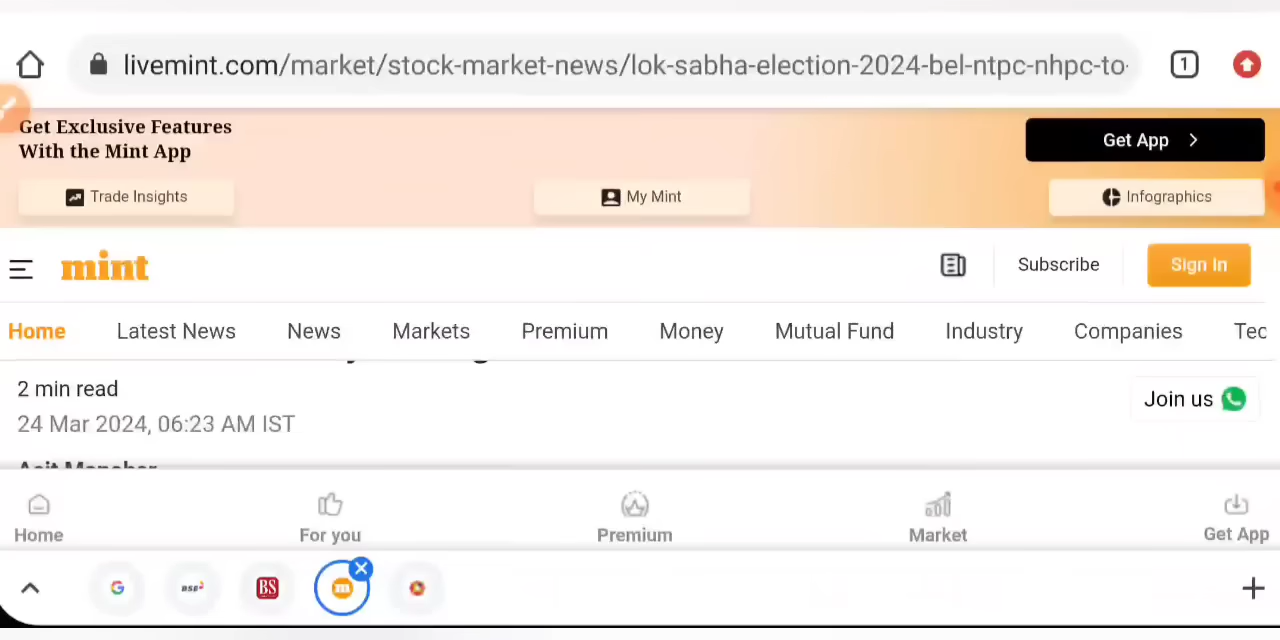 livemint.com/market/stock-market-news/lok-sabha-election-2024-bel-ntpc-nhpc-to-
1
Get Exclusive Features
With the Mint App
Get App
Trade Insights
My Mint
Infographics
mint
Subscribe
Sign In
Home Latest News News Markets Premium Money Mutual Fund Industry Companies Tec
2 min read
Join us
24 Mar 2024, 06:23 AM IST
Home For you Premium Market Get App
G BSE BS m